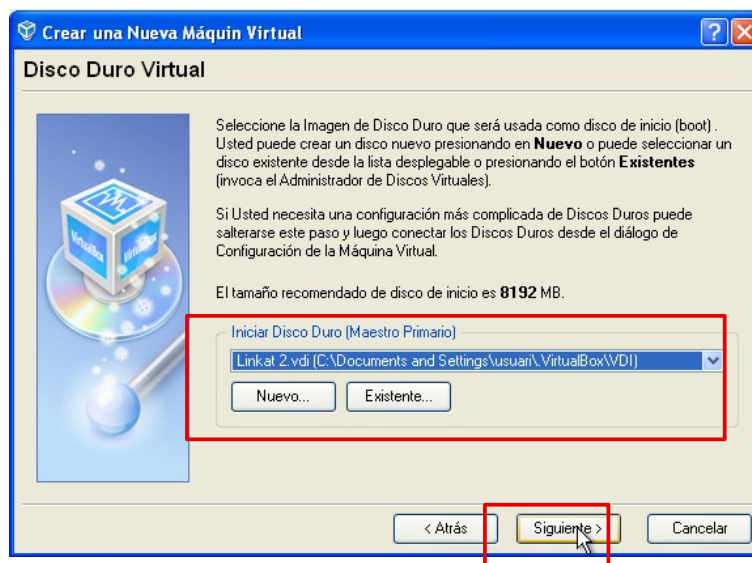 Crear una Nueva Máquin Virtual
Disco Duro Virtual
Seleccione la Imagen de Disco Duro que será usada como disco de inicio (boot) .
Usted puede crear un disco nuevo presionando en Nuevo o puede seleccionar un
disco existente desde la lista desplegable o presionando el botón Existentes
(invoca el Administrador de Discos Virtuales).
Si Usted necesita una configuración más complicada de Discos Duros puede
salterarse este paso y luego conectar los Discos Duros desde el diálogo de
Configuración de la Máquina Virtual.
El tamaño recomendado de disco de inicio es 8192 MB.
Iniciar Disco Duro (Maestro Primario)
Linkat 2.vdi (C:\Documents and Settings\usuari\.VirtualBox\VDI)
Nuevo... Existente...
VirtualBox VirtualBox
< Atrás Siguiente > Cancelar